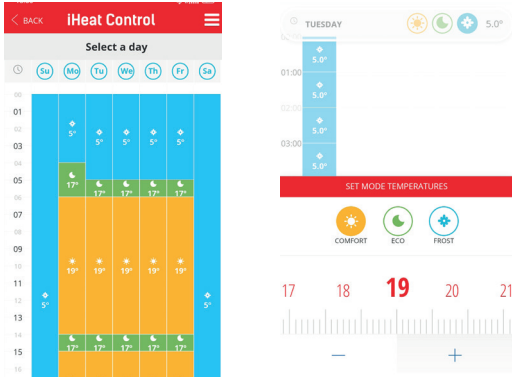 BACK iHeat Control
Select a day
Su Mo Tu We Th Fr Sa
00
01
02
5°
03
5° 5° 5° 5°
04
05
17° 17° 17° 17° 17°
06
07
08
09
10
19° 19° 19° 19° 19°
11
12
5° 5°
13
14
17° 17° 17° 17° 17°
15
16
TUESDAY 5.0°
5.0°
01:00
5.0°
02:00
5.0°
03:00
5.0°
SET MODE TEMPERATURES
COMFORT ECO FROST
17 18 19 20 21
− +